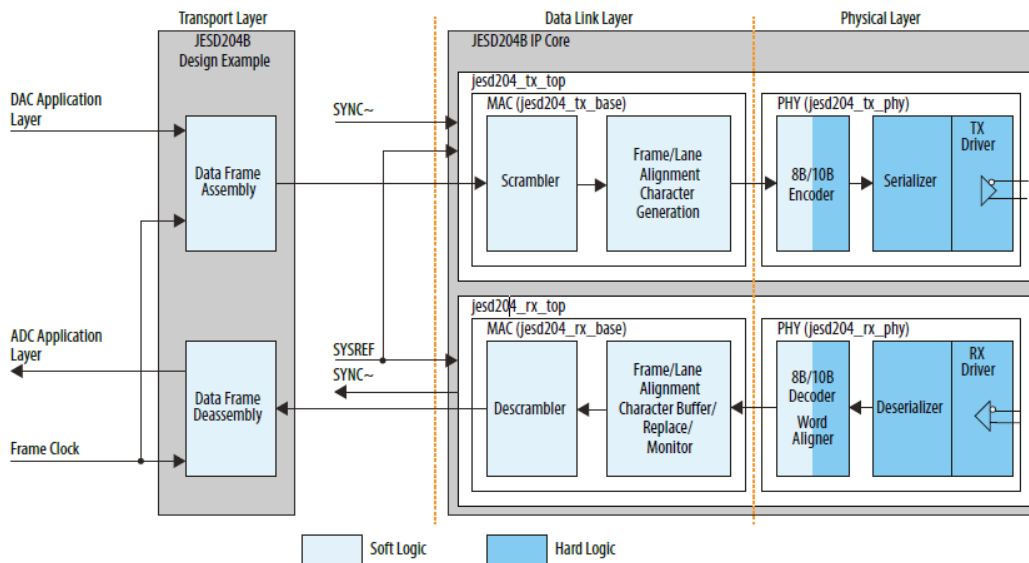 Transport Layer
Data Link Layer
Physical Layer
JESD204B
Design Example
JESD204B IP Core
jesd204_tx_top
DAC Application
Layer
SYNC~
MAC (jesd204_tx_base)
PHY (jesd204_tx_phy)
Data Frame
Assembly
Scrambler
Frame/Lane
Alignment
Character
Generation
8B/10B
Encoder
Serializer
TX
Driver
jesd204_rx_top
ADC Application
Layer
SYSREF
SYNC~
MAC (jesd204_rx_base)
PHY (jesd204_rx_phy)
Data Frame
Deassembly
Descrambler
Frame/Lane
Alignment
Character Buffer/
Replace/
Monitor
8B/10B
Decoder
Word
Aligner
Deserializer
RX
Driver
Frame Clock
Soft Logic
Hard Logic